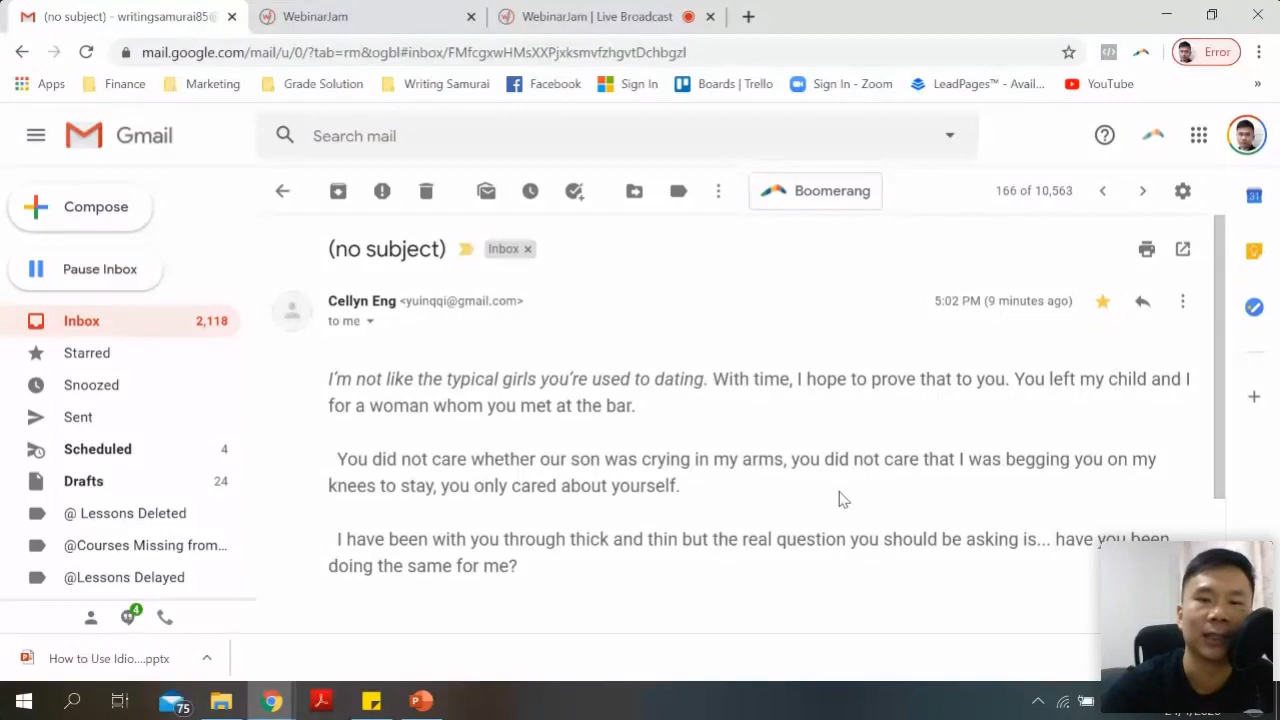 (no subject) - writingsamurai85@
WebinarJam
WebinarJam | Live Broadcast
mail.google.com/mail/u/0/?tab=rm&ogbl#inbox/FMfcgxwHMsXXPjxksmvfzhgvtDchbgzl
Error
Apps
Finance
Marketing
Grade Solution
Writing Samurai
Facebook
Sign In
Boards | Trello
Sign In - Zoom
LeadPages™ - Avail...
YouTube
»
Gmail
Search mail
Compose
Boomerang
166 of 10,563
(no subject)
Inbox
Pause Inbox
Cellyn Eng <yuinqqi@gmail.com>
5:02 PM (9 minutes ago)
to me
Inbox 2,118
Starred
Snoozed
Sent
Scheduled 4
Drafts 24
@ Lessons Deleted
@Courses Missing from...
@Lessons Delayed
I'm not like the typical girls you're used to dating. With time, I hope to prove that to you. You left my child and I
for a woman whom you met at the bar.
You did not care whether our son was crying in my arms, you did not care that I was begging you on my
knees to stay, you only cared about yourself.
I have been with you through thick and thin but the real question you should be asking is... have you been
doing the same for me?
31
4
How to Use Idio....pptx
75